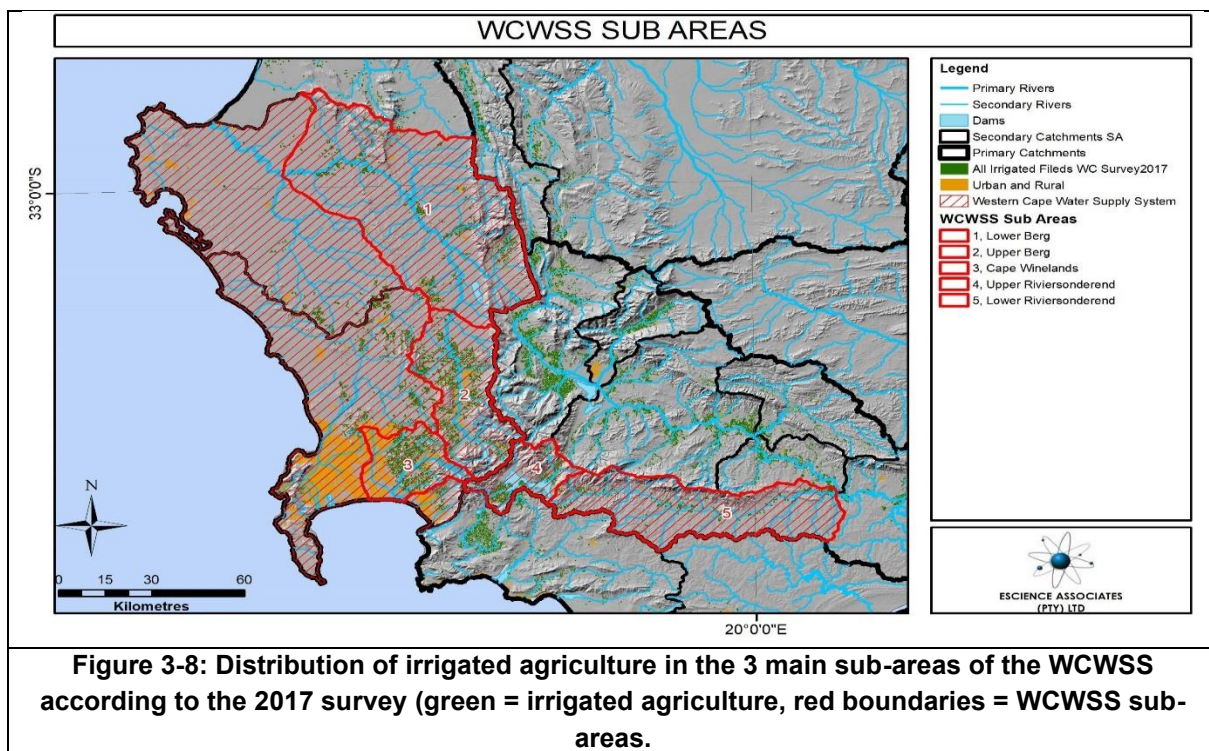 WCWSS SUB AREAS
33°0'0"S
1
2
3
4
5
N
0 15 30 60
Kilometres
20°0'0"E
Legend
Primary Rivers
Secondary Rivers
Dams
Secondary Catchments SA
Primary Catchments
All Irrigated Fileds WC Survey2017
Urban and Rural
Western Cape Water Supply System
WCWSS Sub Areas
1, Lower Berg
2, Upper Berg
3, Cape Winelands
4, Upper Riviersonderend
5, Lower Riviersonderend
ESCIENCE ASSOCIATES
(PTY) LTD
Figure 3-8: Distribution of irrigated agriculture in the 3 main sub-areas of the WCWSS
according to the 2017 survey (green = irrigated agriculture, red boundaries = WCWSS sub-
areas.